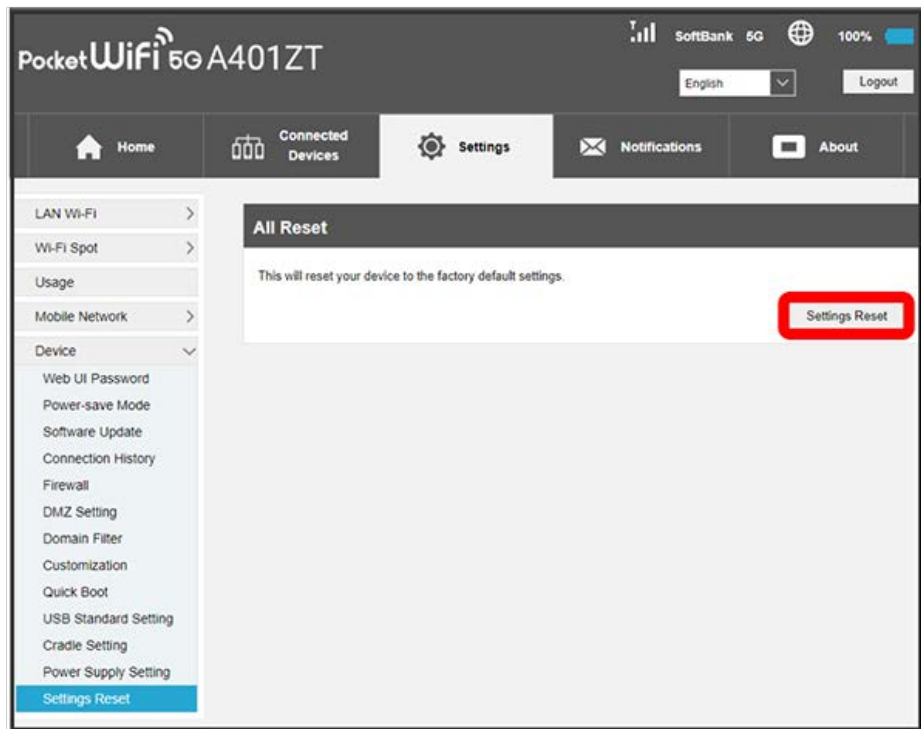 SoftBank 5G 100%
Pocket WiFi 5G A401ZT
English Logout
Home Connected Devices Settings Notifications About
LAN Wi-Fi
Wi-Fi Spot
Usage
Mobile Network
Device
Web UI Password
Power-save Mode
Software Update
Connection History
Firewall
DMZ Setting
Domain Filter
Customization
Quick Boot
USB Standard Setting
Cradle Setting
Power Supply Setting
Settings Reset
All Reset
This will reset your device to the factory default settings.
Settings Reset